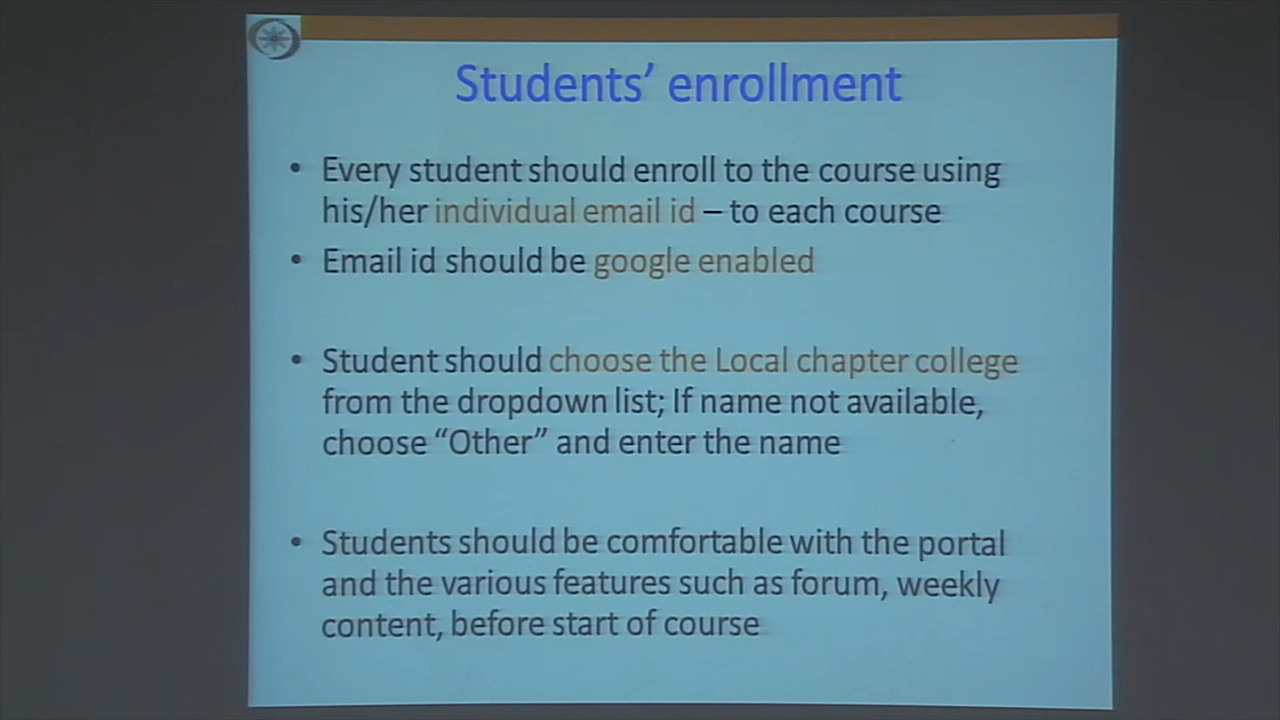 Students’ enrollment
• Every student should enroll to the course using
his/her individual email id – to each course
• Email id should be google enabled
• Student should choose the Local chapter college
from the dropdown list; If name not available,
choose “Other” and enter the name
• Students should be comfortable with the portal
and the various features such as forum, weekly
content, before start of course